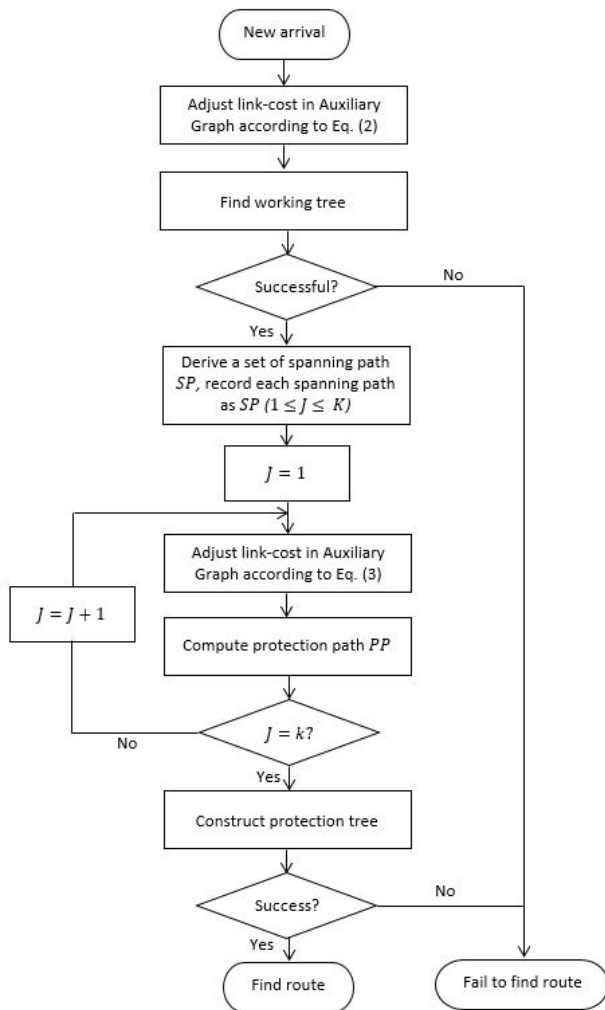 New arrival
Adjust link-cost in Auxiliary
Graph according to Eq. (2)
Find working tree
Successful?
No
Yes
Derive a set of spanning path
SP, record each spanning path
as SP (1 ≤ J ≤ K)
J = 1
Adjust link-cost in Auxiliary
Graph according to Eq. (3)
J = J + 1
Compute protection path PP
J = k?
No
Yes
Construct protection tree
Success?
No
Yes
Find route
Fail to find route